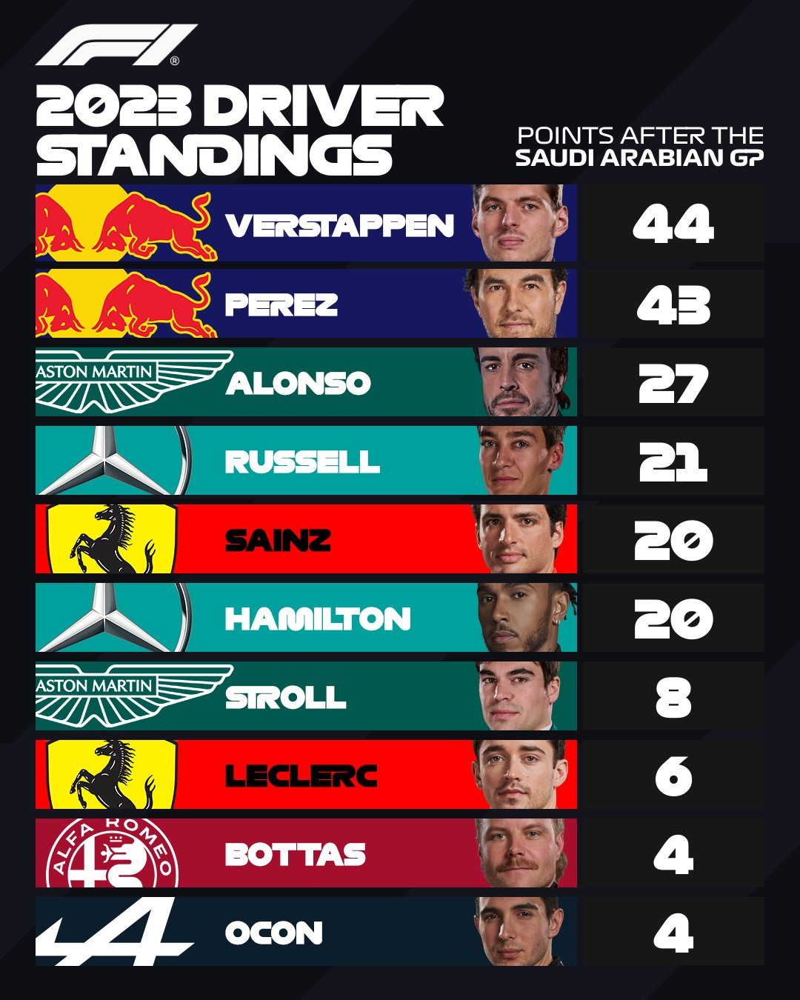 F1®
2023 DRIVER
STANDINGS
POINTS AFTER THE
SAUDI ARABIAN GP
VERSTAPPEN 44
PEREZ 43
ASTON MARTIN ALONSO 27
RUSSELL 21
SAINZ 20
HAMILTON 20
ASTON MARTIN STROLL 8
LECLERC 6
ALFA ROMEO BOTTAS 4
OCON 4